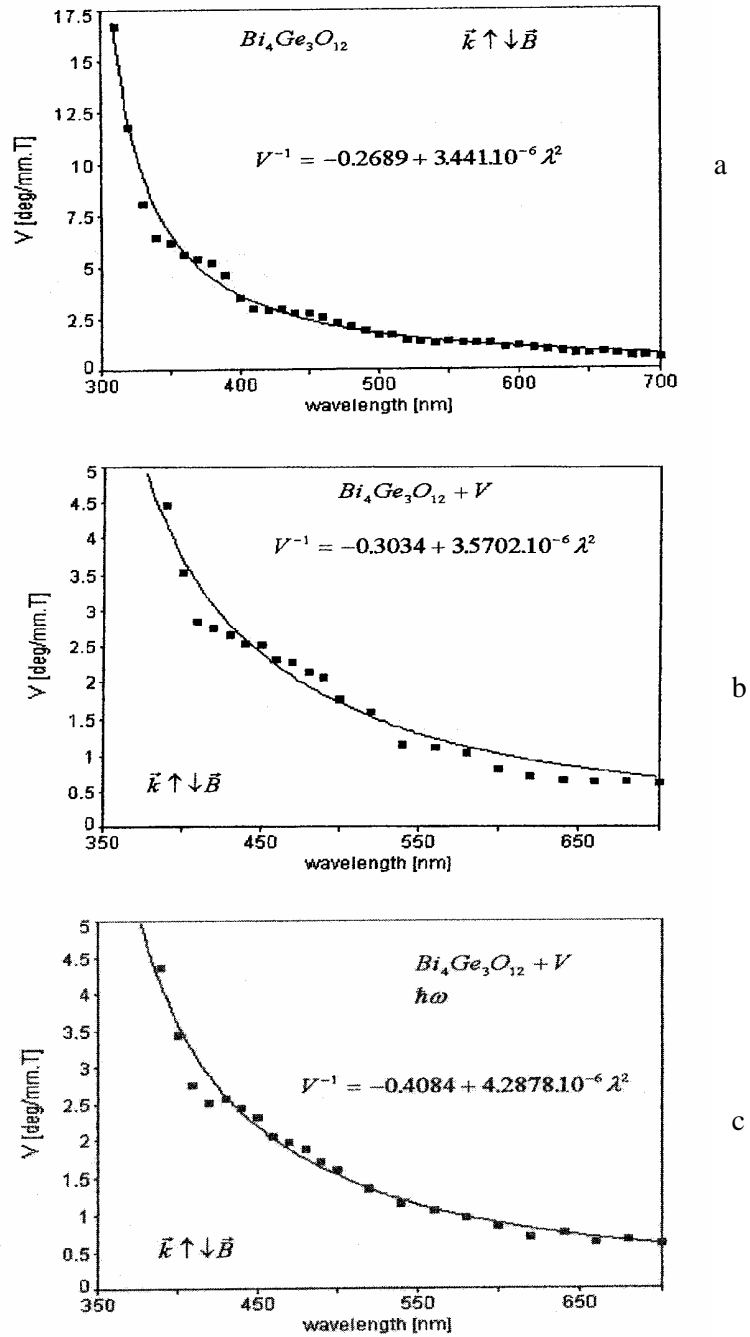 17.5
15
12.5
10
7.5
5
2.5
0
V [deg/mm.T]
Bi₄Ge₃O₁₂
k⃗ ↑ ↓ B⃗
V⁻¹ = −0.2689 + 3.441.10⁻⁶ λ²
300
400
500
600
700
wavelength [nm]
a
5
4.5
4
3.5
3
2.5
2
1.5
1
0.5
0
V [deg/mm.T]
Bi₄Ge₃O₁₂ + V
V⁻¹ = −0.3034 + 3.5702.10⁻⁶ λ²
k⃗ ↑ ↓ B⃗
350
450
550
650
wavelength [nm]
b
5
4.5
4
3.5
3
2.5
2
1.5
1
0.5
0
V [deg/mm.T]
Bi₄Ge₃O₁₂ + V
ħω
V⁻¹ = −0.4084 + 4.2878.10⁻⁶ λ²
k⃗ ↑ ↓ B⃗
350
450
550
650
wavelength [nm]
c